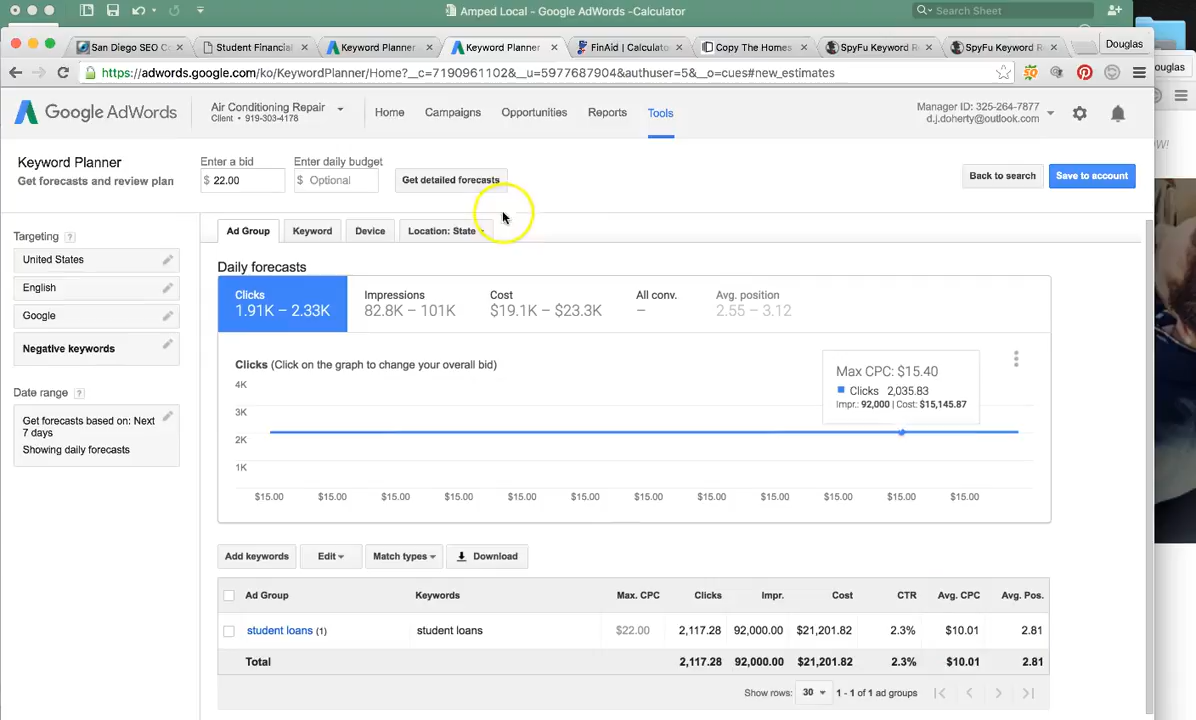 Amped Local - Google AdWords -Calculator
Search Sheet
San Diego SEO C
Student Financial
Keyword Planner
Keyword Planner
FinAid | Calculat
Copy The Homes
SpyFu Keyword R
SpyFu Keyword R
Douglas
https://adwords.google.com/ko/KeywordPlanner/Home?__c=7190961102&__u=5977687904&authuser=5&__o=cues#new_estimates
ouglas
Google AdWords
Air Conditioning Repair
Client • 919-303-4178
Home
Campaigns
Opportunities
Reports
Tools
Manager ID: 325-264-7877
d.j.doherty@outlook.com
W!
Keyword Planner
Get forecasts and review plan
Enter a bid
$ 22.00
Enter daily budget
$ Optional
Get detailed forecasts
Back to search
Save to account
Targeting ?
United States
English
Google
Negative keywords
Date range ?
Get forecasts based on: Next
7 days
Showing daily forecasts
Ad Group
Keyword
Device
Location: State
Daily forecasts
Clicks
1.91K – 2.33K
Impressions
82.8K – 101K
Cost
$19.1K – $23.3K
All conv.
–
Avg. position
2.55 – 3.12
Clicks (Click on the graph to change your overall bid)
4K
3K
2K
1K
Max CPC: $15.40
Clicks 2,035.83
Impr.: 92,000 | Cost: $15,145.87
$15.00 $15.00 $15.00 $15.00 $15.00 $15.00 $15.00 $15.00 $15.00 $15.00 $15.00 $15.00
Add keywords
Edit
Match types
Download
Ad Group Keywords Max. CPC Clicks Impr. Cost CTR Avg. CPC Avg. Pos.
student loans (1) student loans $22.00 2,117.28 92,000.00 $21,201.82 2.3% $10.01 2.81
Total 2,117.28 92,000.00 $21,201.82 2.3% $10.01 2.81
Show rows: 30 1 - 1 of 1 ad groups